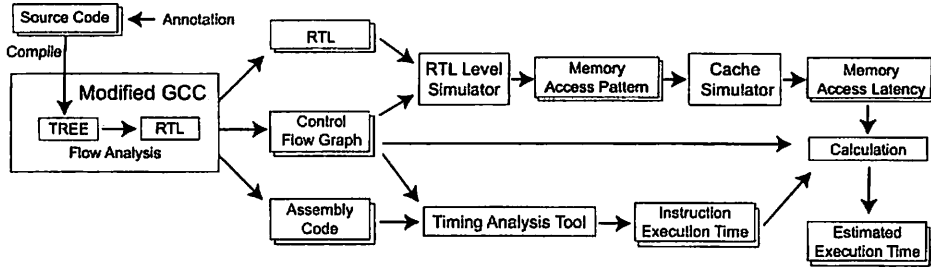 Source Code
Annotation
Compile
Modified GCC
TREE
RTL
Flow Analysis
RTL
Control
Flow Graph
Assembly
Code
RTL Level
Simulator
Memory
Access Pattern
Cache
Simulator
Memory
Access Latency
Calculation
Timing Analysis Tool
Instruction
Execution Time
Estimated
Execution Time